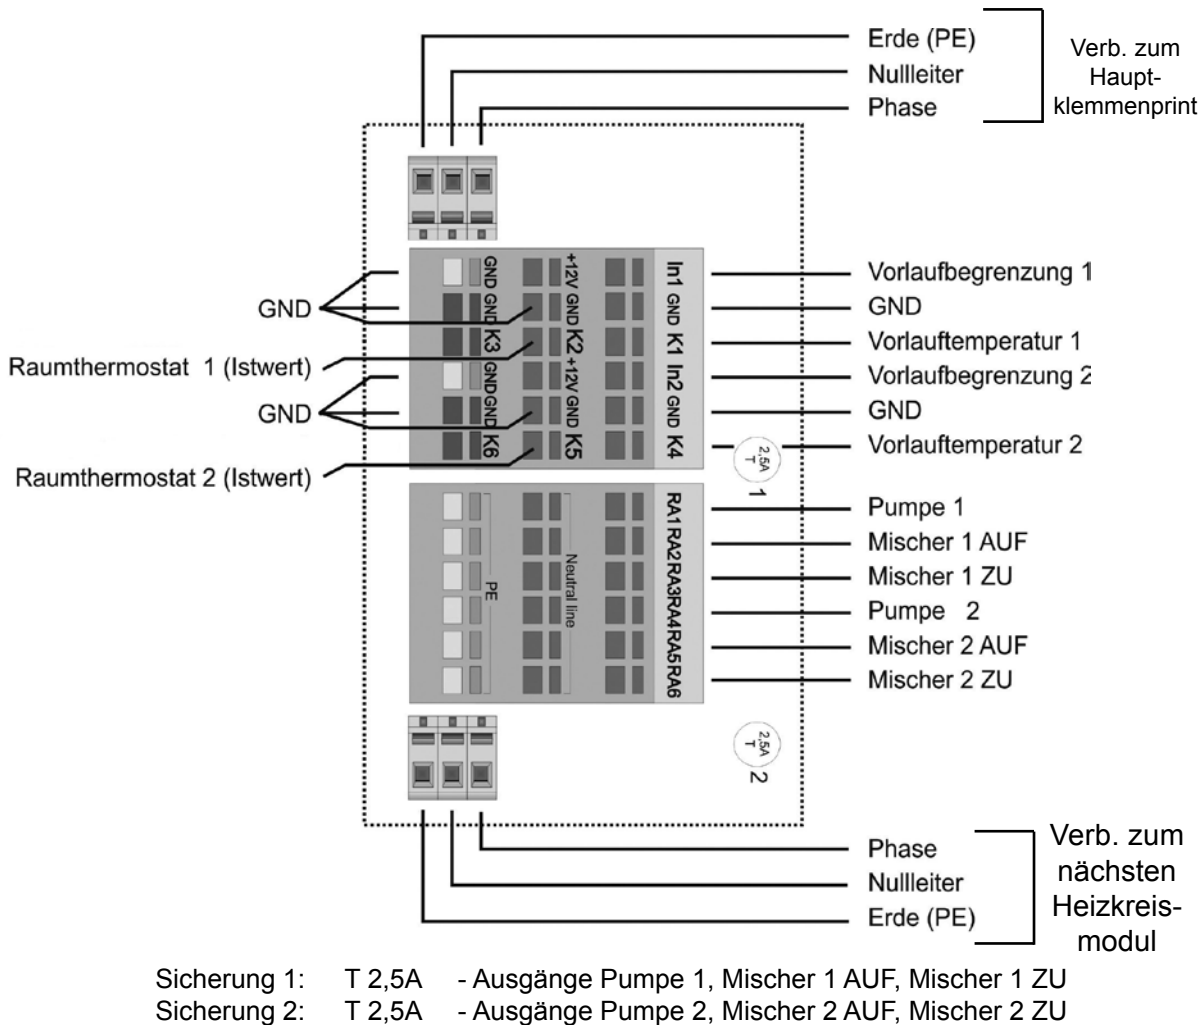 Erde (PE)
Nullleiter
Phase
Verb. zum
Haupt-
klemmenprint
GND
Raumthermostat 1 (Istwert)
GND
Raumthermostat 2 (Istwert)
GND GND K3 GND GND K6
+12V GND K2 +12V GND K5
In1 GND K1 In2 GND K4
Vorlaufbegrenzung 1
GND
Vorlauftemperatur 1
Vorlaufbegrenzung 2
GND
Vorlauftemperatur 2
2,5A
T
1
PE
Neutral line
RA1 RA2 RA3 RA4 RA5 RA6
Pumpe 1
Mischer 1 AUF
Mischer 1 ZU
Pumpe 2
Mischer 2 AUF
Mischer 2 ZU
2,5A
T
2
Phase
Nullleiter
Erde (PE)
Verb. zum
nächsten
Heizkreis-
modul
Sicherung 1: T 2,5A - Ausgänge Pumpe 1, Mischer 1 AUF, Mischer 1 ZU
Sicherung 2: T 2,5A - Ausgänge Pumpe 2, Mischer 2 AUF, Mischer 2 ZU